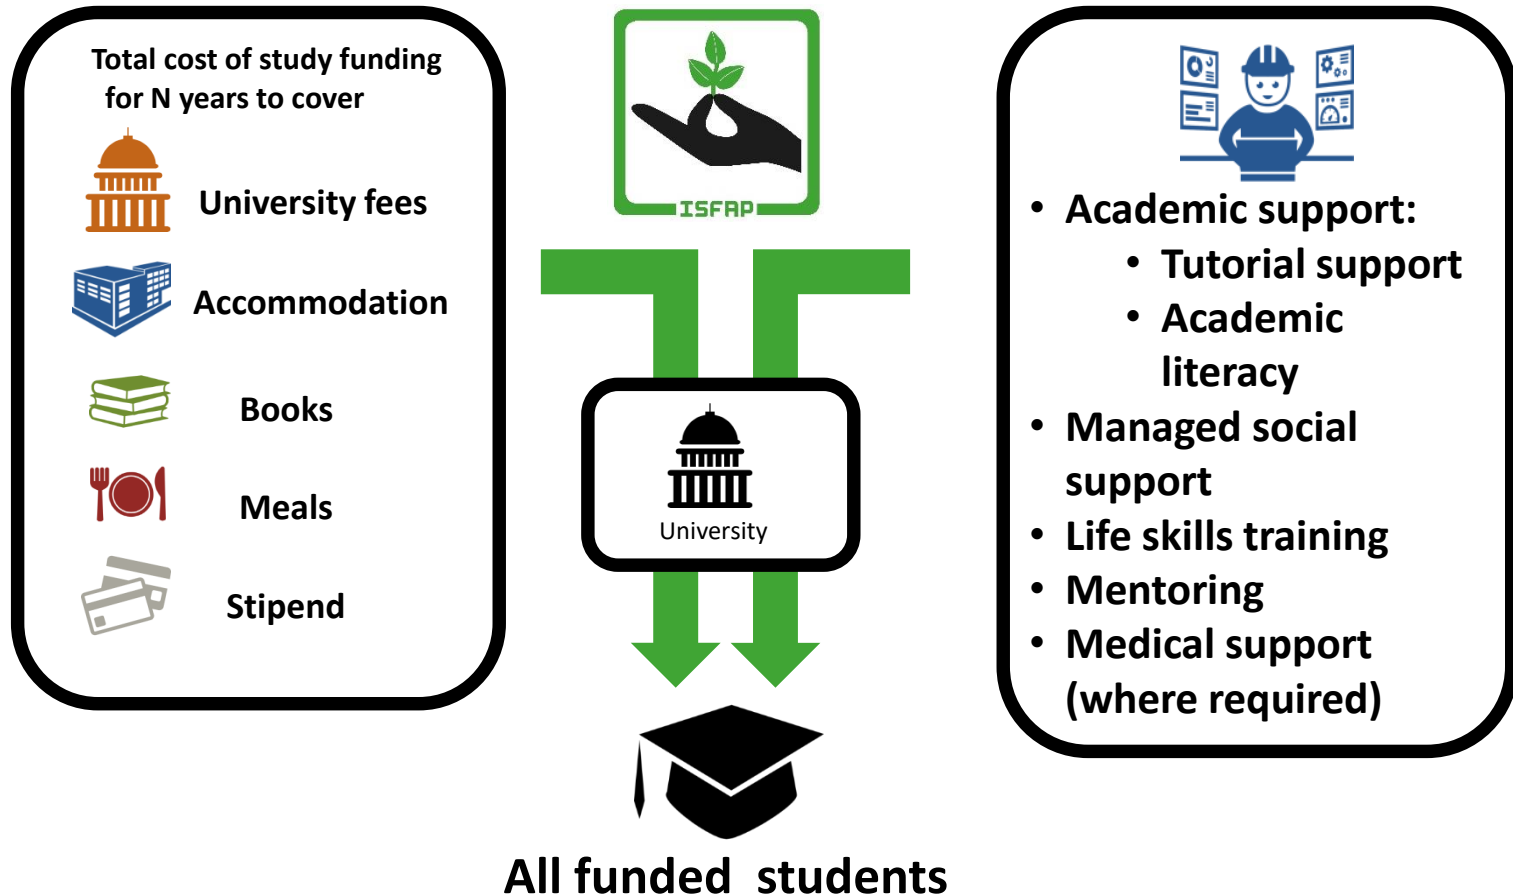 Total cost of study funding
for N years to cover
University fees
Accommodation
Books
Meals
Stipend
ISFAP
University
All funded students
• Academic support:
• Tutorial support
• Academic
literacy
• Managed social
support
• Life skills training
• Mentoring
• Medical support
(where required)